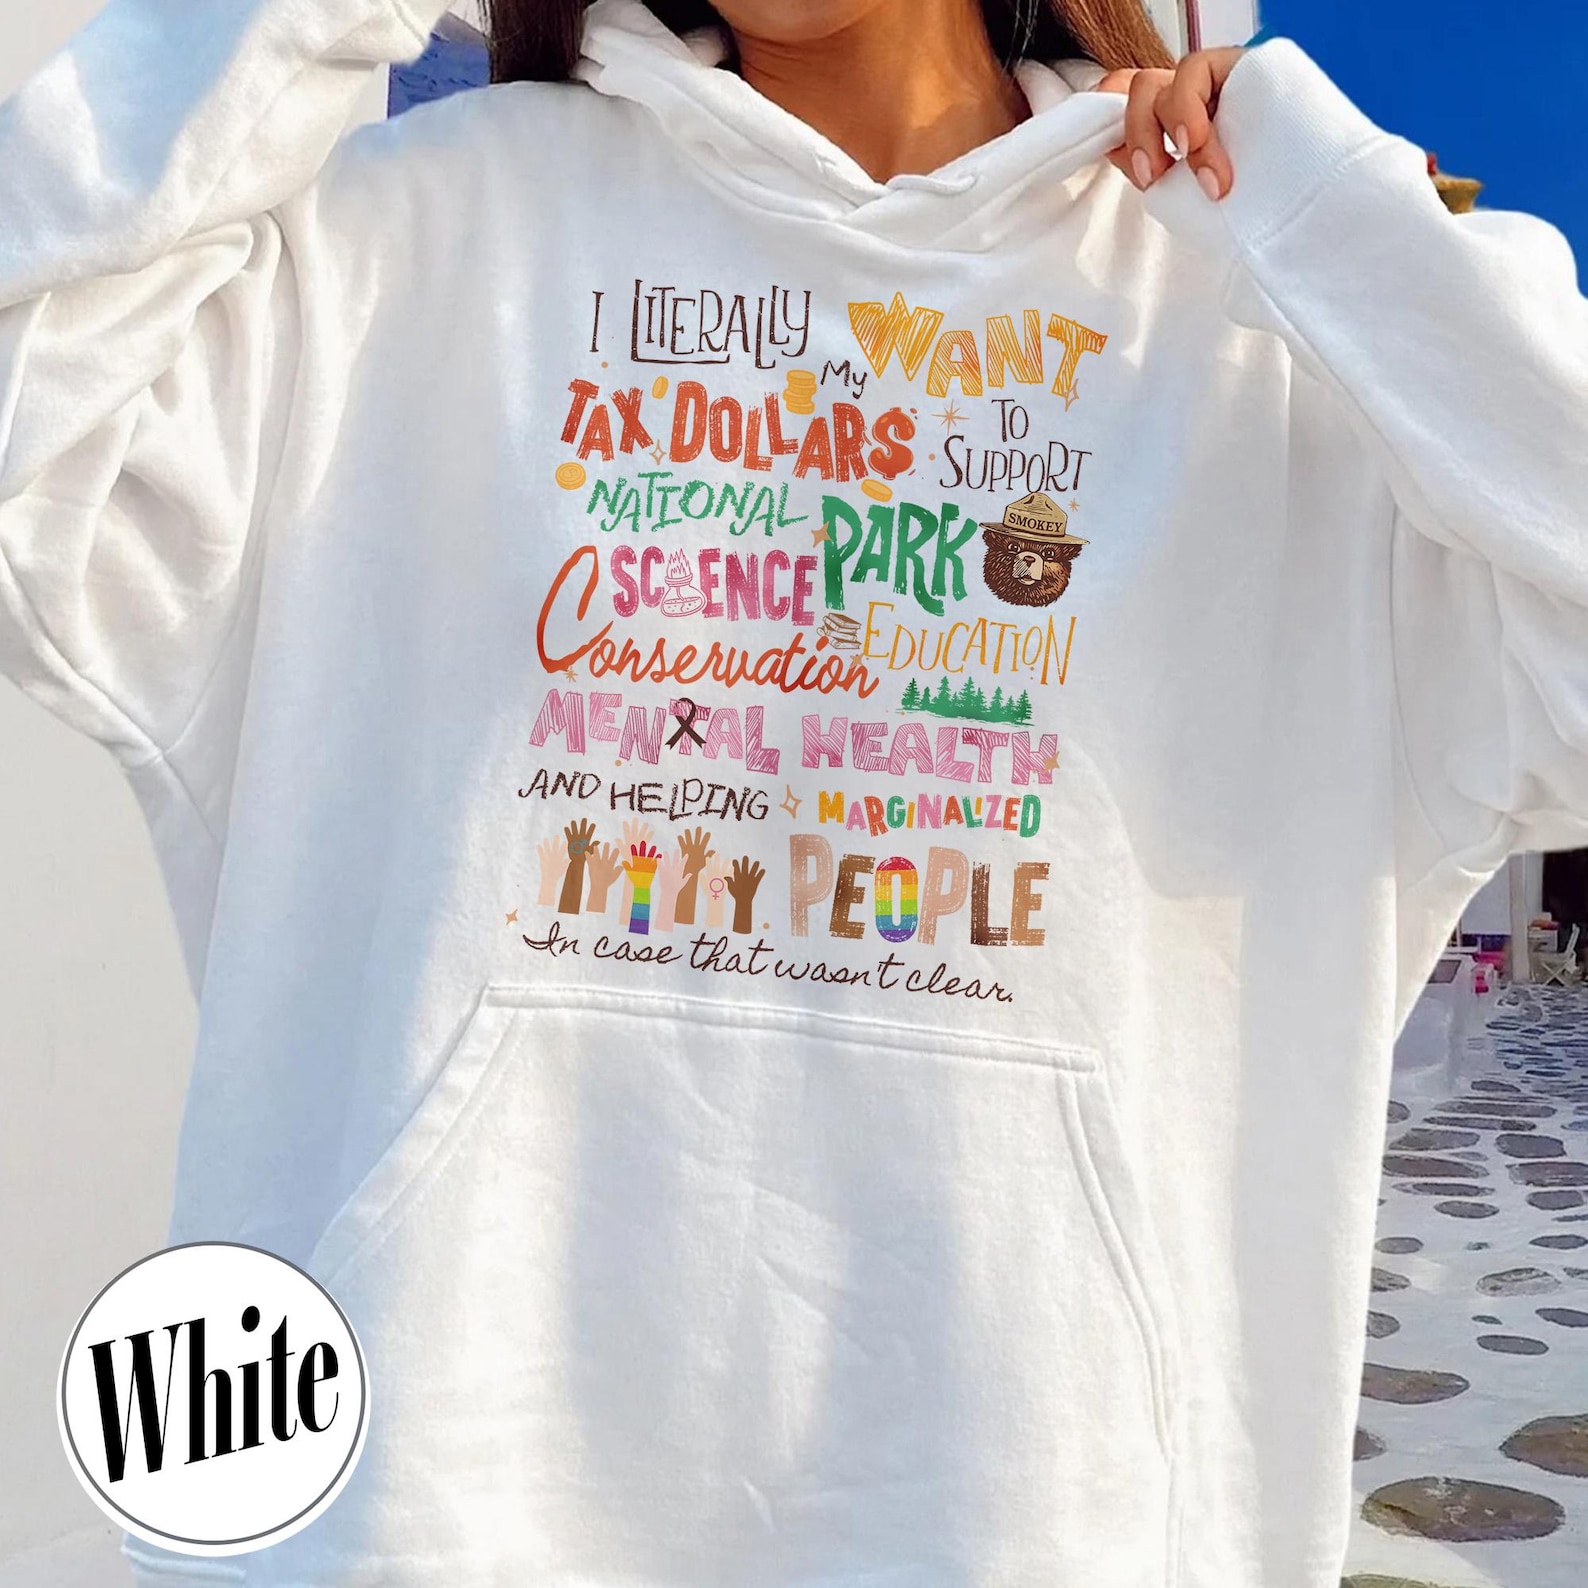 I LITERALLY WANT
MY
TAX DOLLARS TO
SUPPORT
NATIONAL PARK
SMOKEY
SCIENCE
EDUCATION
Conservation
MENTAL HEALTH
AND HELPING MARGINALIZED
PEOPLE
In case that wasn't clear.
White